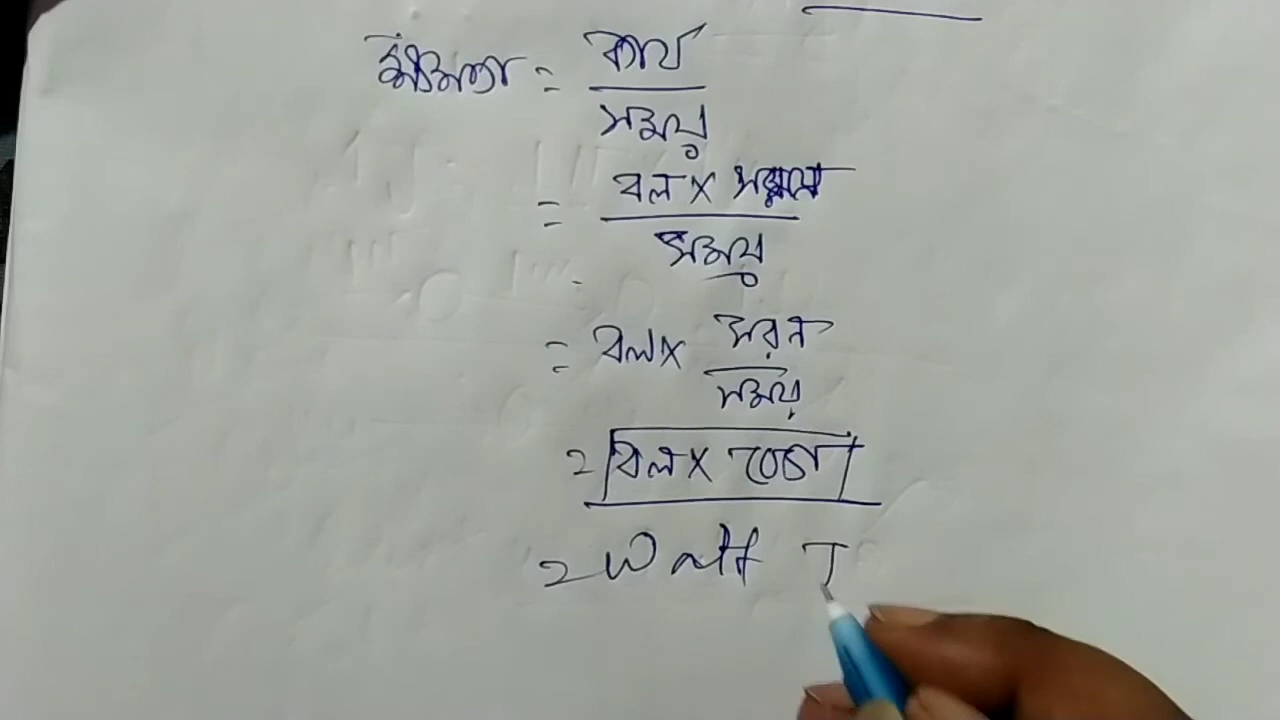 ক্ষমতা = কার্য / সময়
= বল × সরন / সময়
= বল × সরন / সময়
= বল × বেগ
= Watt J